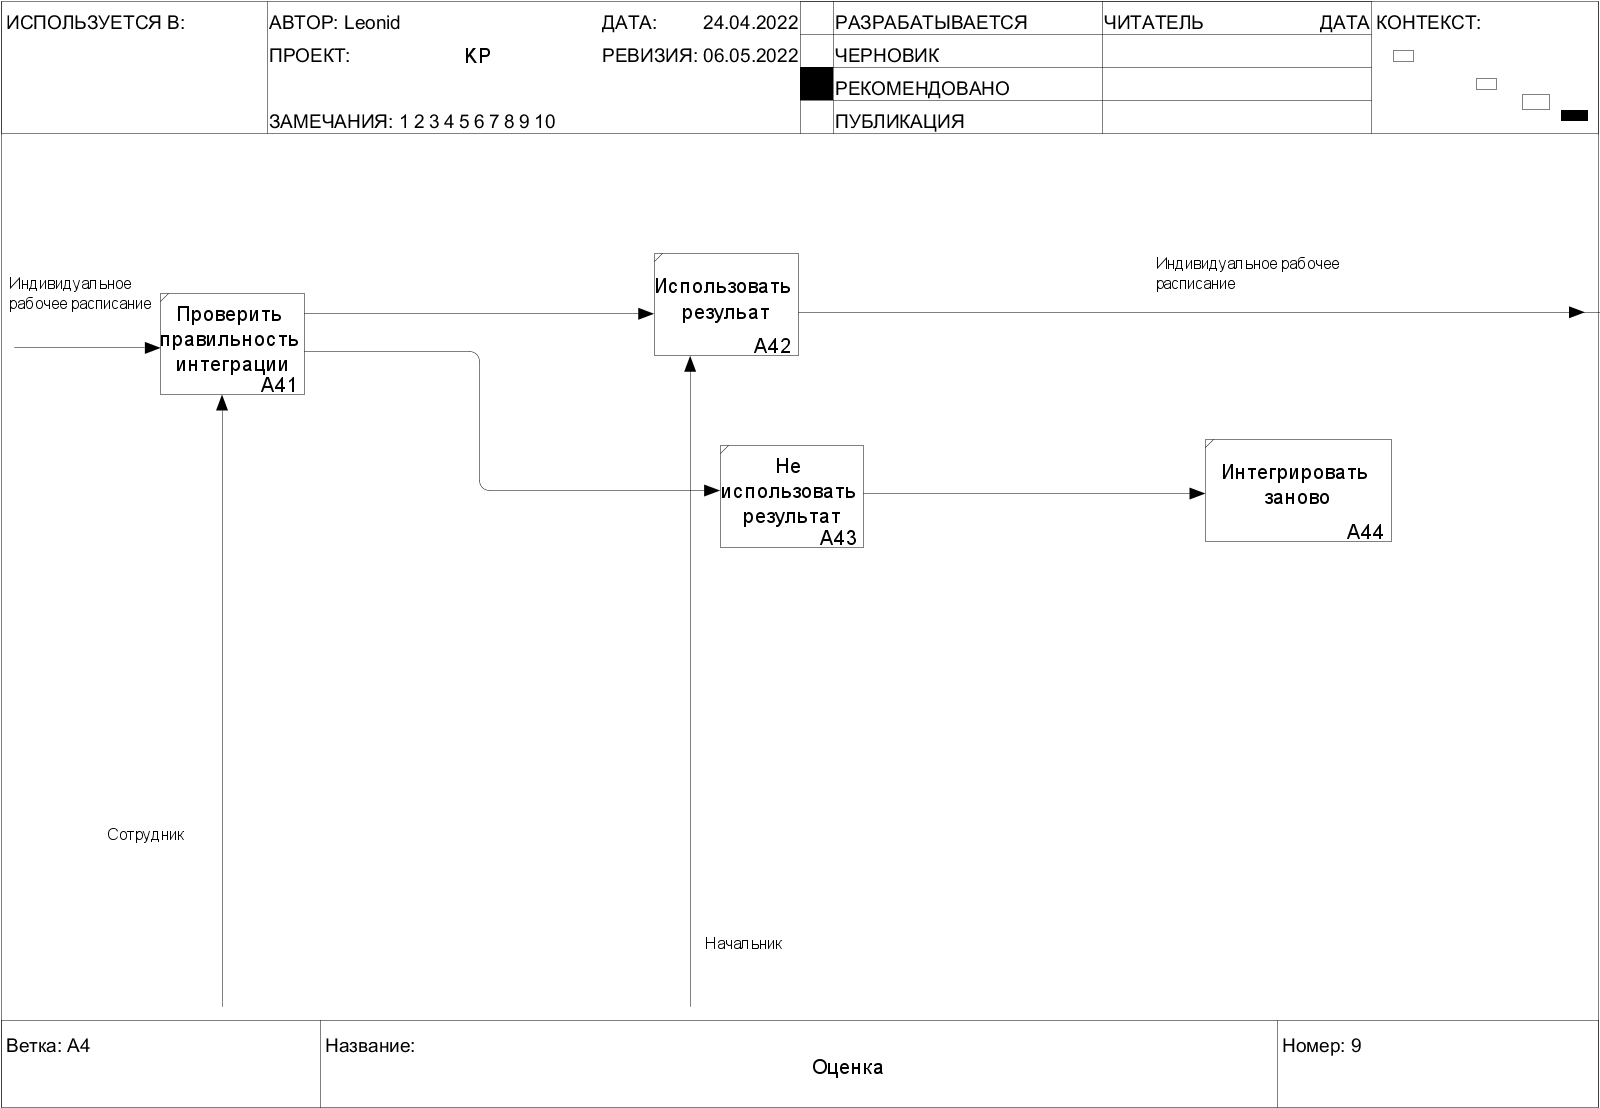 ИСПОЛЬЗУЕТСЯ В:
АВТОР: Leonid
ДАТА: 24.04.2022
ПРОЕКТ: KP
РЕВИЗИЯ: 06.05.2022
ЗАМЕЧАНИЯ: 1 2 3 4 5 6 7 8 9 10
РАЗРАБАТЫВАЕТСЯ
ЧЕРНОВИК
РЕКОМЕНДОВАНО
ПУБЛИКАЦИЯ
ЧИТАТЕЛЬ ДАТА
КОНТЕКСТ:
Индивидуальное
рабочее расписание
Проверить
правильность
интеграции
A41
Использовать
резульат
A42
Индивидуальное рабочее
расписание
Не
использовать
результат
A43
Интегрировать
заново
A44
Сотрудник
Начальник
Ветка: A4
Название:
Оценка
Номер: 9